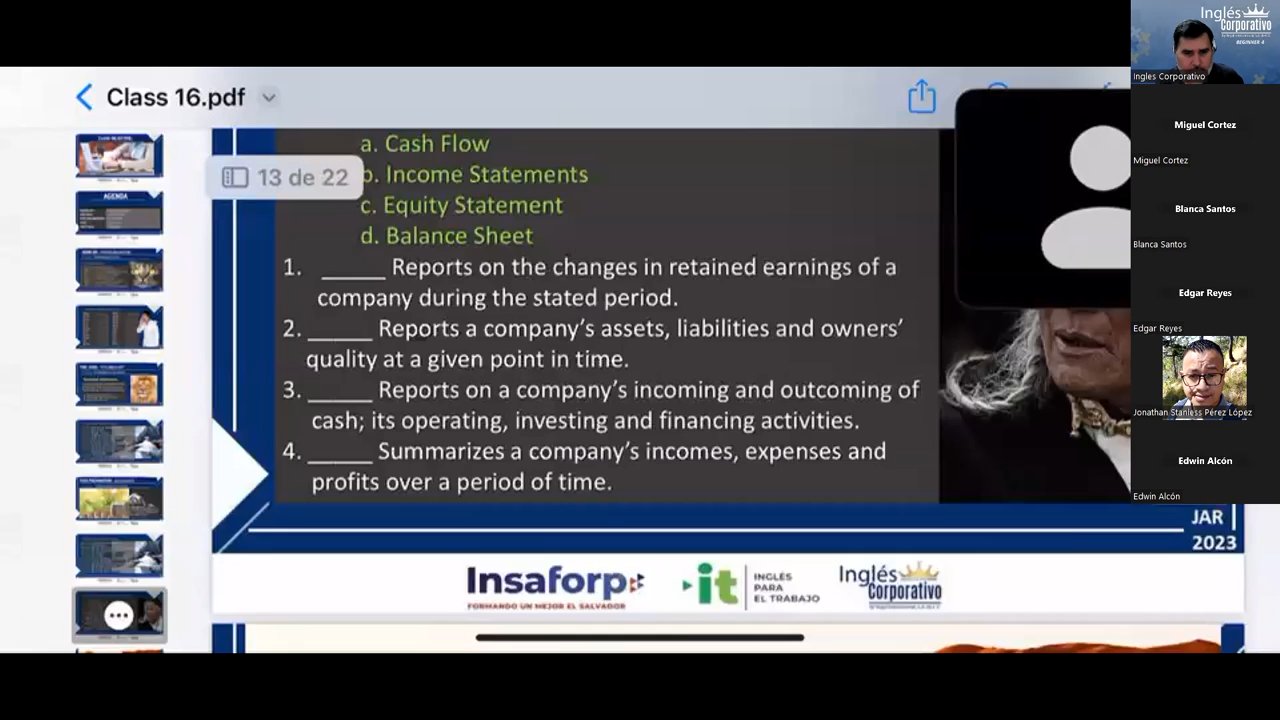 Class 16.pdf
13 de 22
a. Cash Flow
b. Income Statements
c. Equity Statement
d. Balance Sheet
1. _____ Reports on the changes in retained earnings of a
company during the stated period.
2. _____ Reports a company's assets, liabilities and owners'
quality at a given point in time.
3. _____ Reports on a company's incoming and outcoming of
cash; its operating, investing and financing activities.
4. _____ Summarizes a company's incomes, expenses and
profits over a period of time.
JAR
2023
Insaforp
FORMANDO UN MEJOR EL SALVADOR
it
INGLÉS
PARA
EL TRABAJO
Inglés
Corporativo
AGENDA
Inglés
Corporativo
BEGINNER 4
Ingles Corporativo
Miguel Cortez
Miguel Cortez
Blanca Santos
Blanca Santos
Edgar Reyes
Edgar Reyes
Jonathan Stanless Pérez López
Edwin Alcón
Edwin Alcón